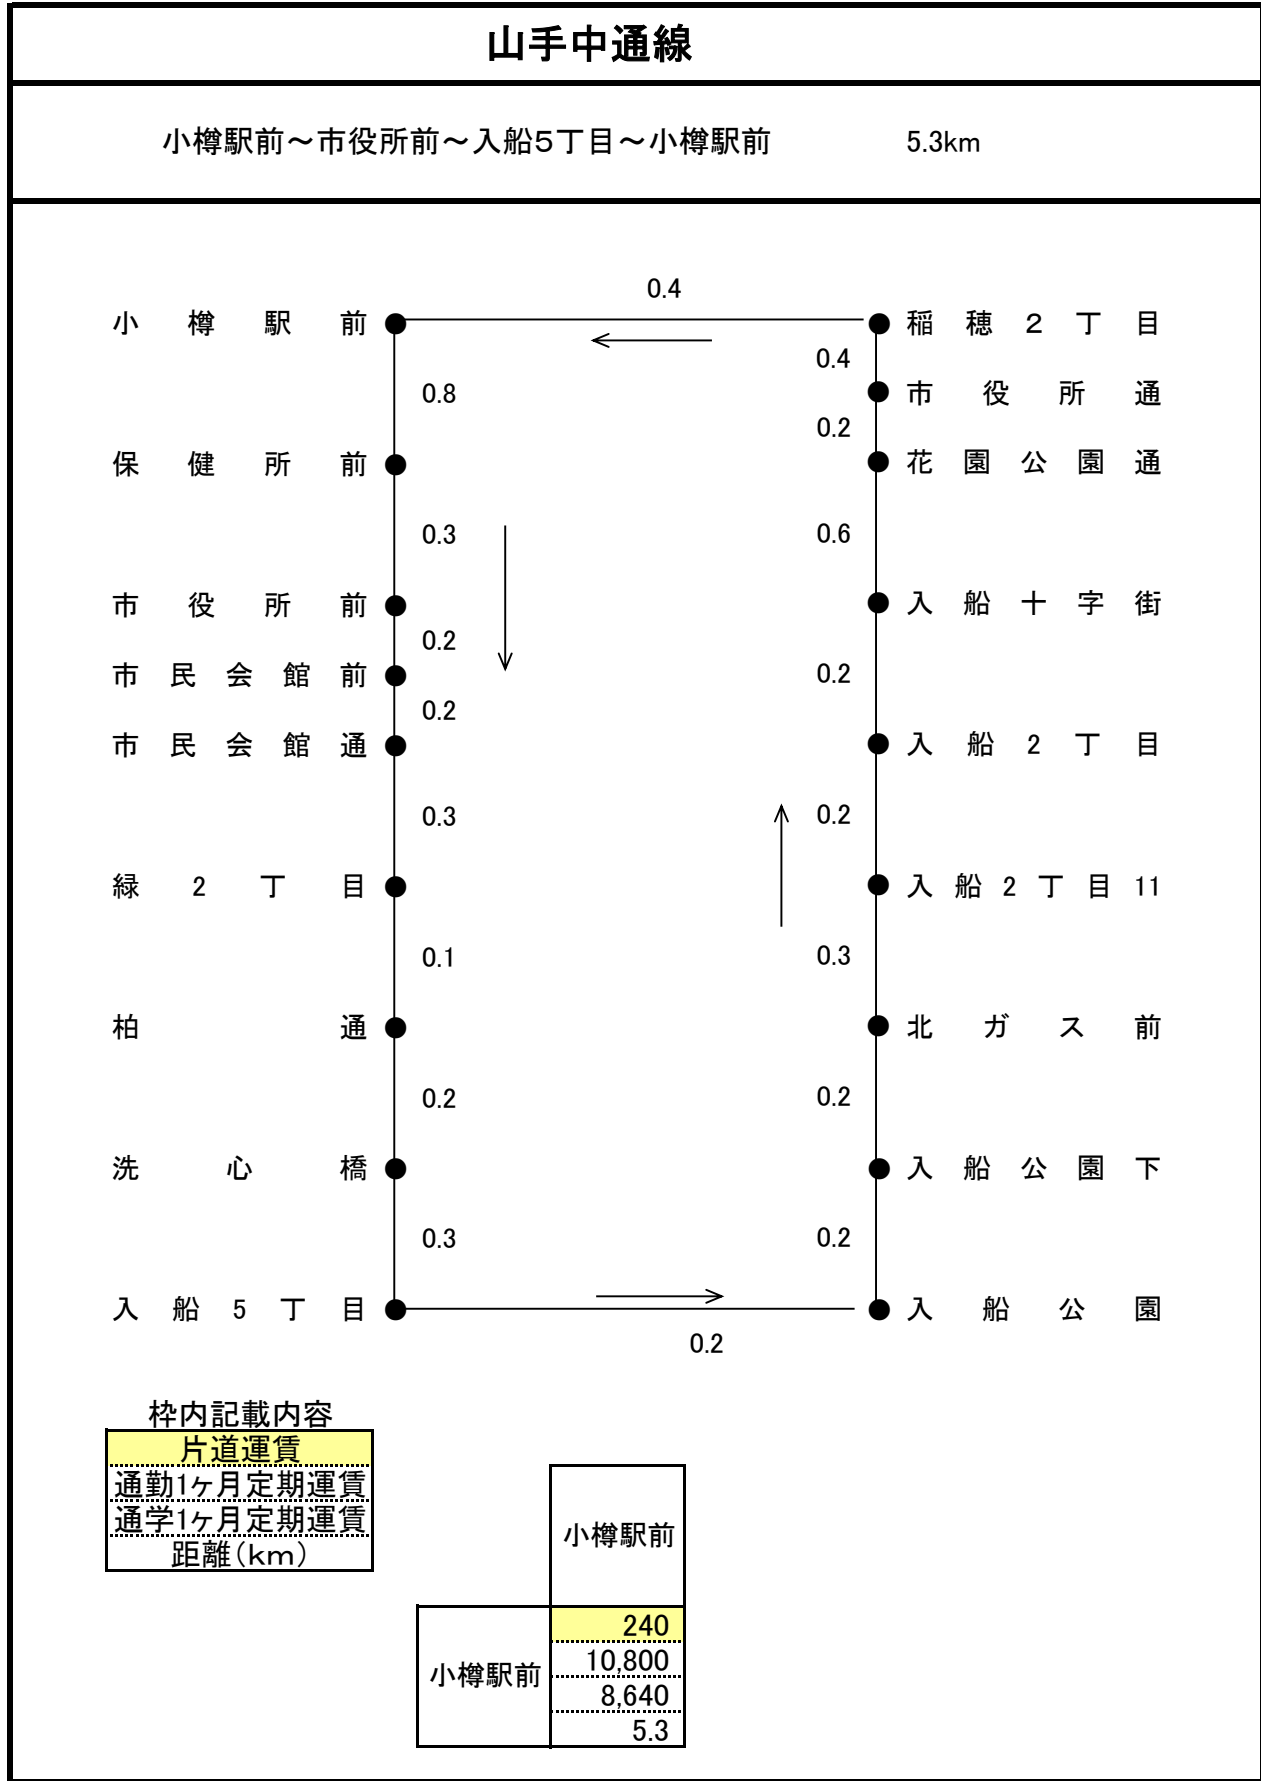 山手中通線
小樽駅前～市役所前～入船5丁目～小樽駅前 5.3km
0.4
小樽駅前 稲穂2丁目
0.4
0.8 市役所通
0.2
保健所前 花園公園通
0.3 0.6
市役所前 入船十字街
0.2
市民会館前 0.2
0.2
市民会館通 入船2丁目
0.3 0.2
緑2丁目 入船2丁目11
0.1 0.3
柏通 北ガス前
0.2 0.2
洗心橋 入船公園下
0.3 0.2
入船5丁目 入船公園
0.2
枠内記載内容
片道運賃
通勤1ヶ月定期運賃
通学1ヶ月定期運賃
距離(km)
小樽駅前
小樽駅前
240
10,800
8,640
5.3